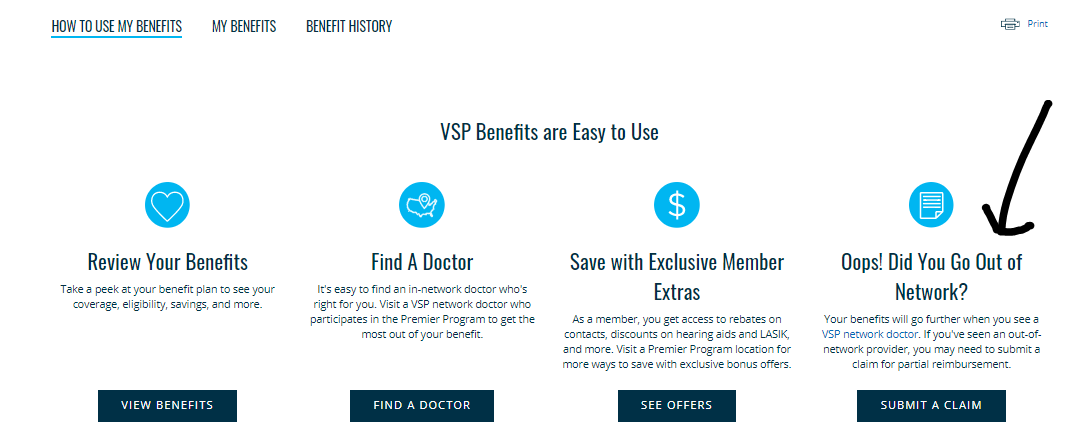 HOW TO USE MY BENEFITS MY BENEFITS BENEFIT HISTORY Print
VSP Benefits are Easy to Use
Review Your Benefits
Take a peek at your benefit plan to see your
coverage, eligibility, savings, and more.
VIEW BENEFITS
Find A Doctor
It's easy to find an in-network doctor who's
right for you. Visit a VSP network doctor who
participates in the Premier Program to get the
most out of your benefit.
FIND A DOCTOR
Save with Exclusive Member
Extras
As a member, you get access to rebates on
contacts, discounts on hearing aids and LASIK,
and more. Visit a Premier Program location for
more ways to save with exclusive bonus offers.
SEE OFFERS
Oops! Did You Go Out of
Network?
Your benefits will go further when you see a
VSP network doctor. If you've seen an out-of-
network provider, you may need to submit a
claim for partial reimbursement.
SUBMIT A CLAIM